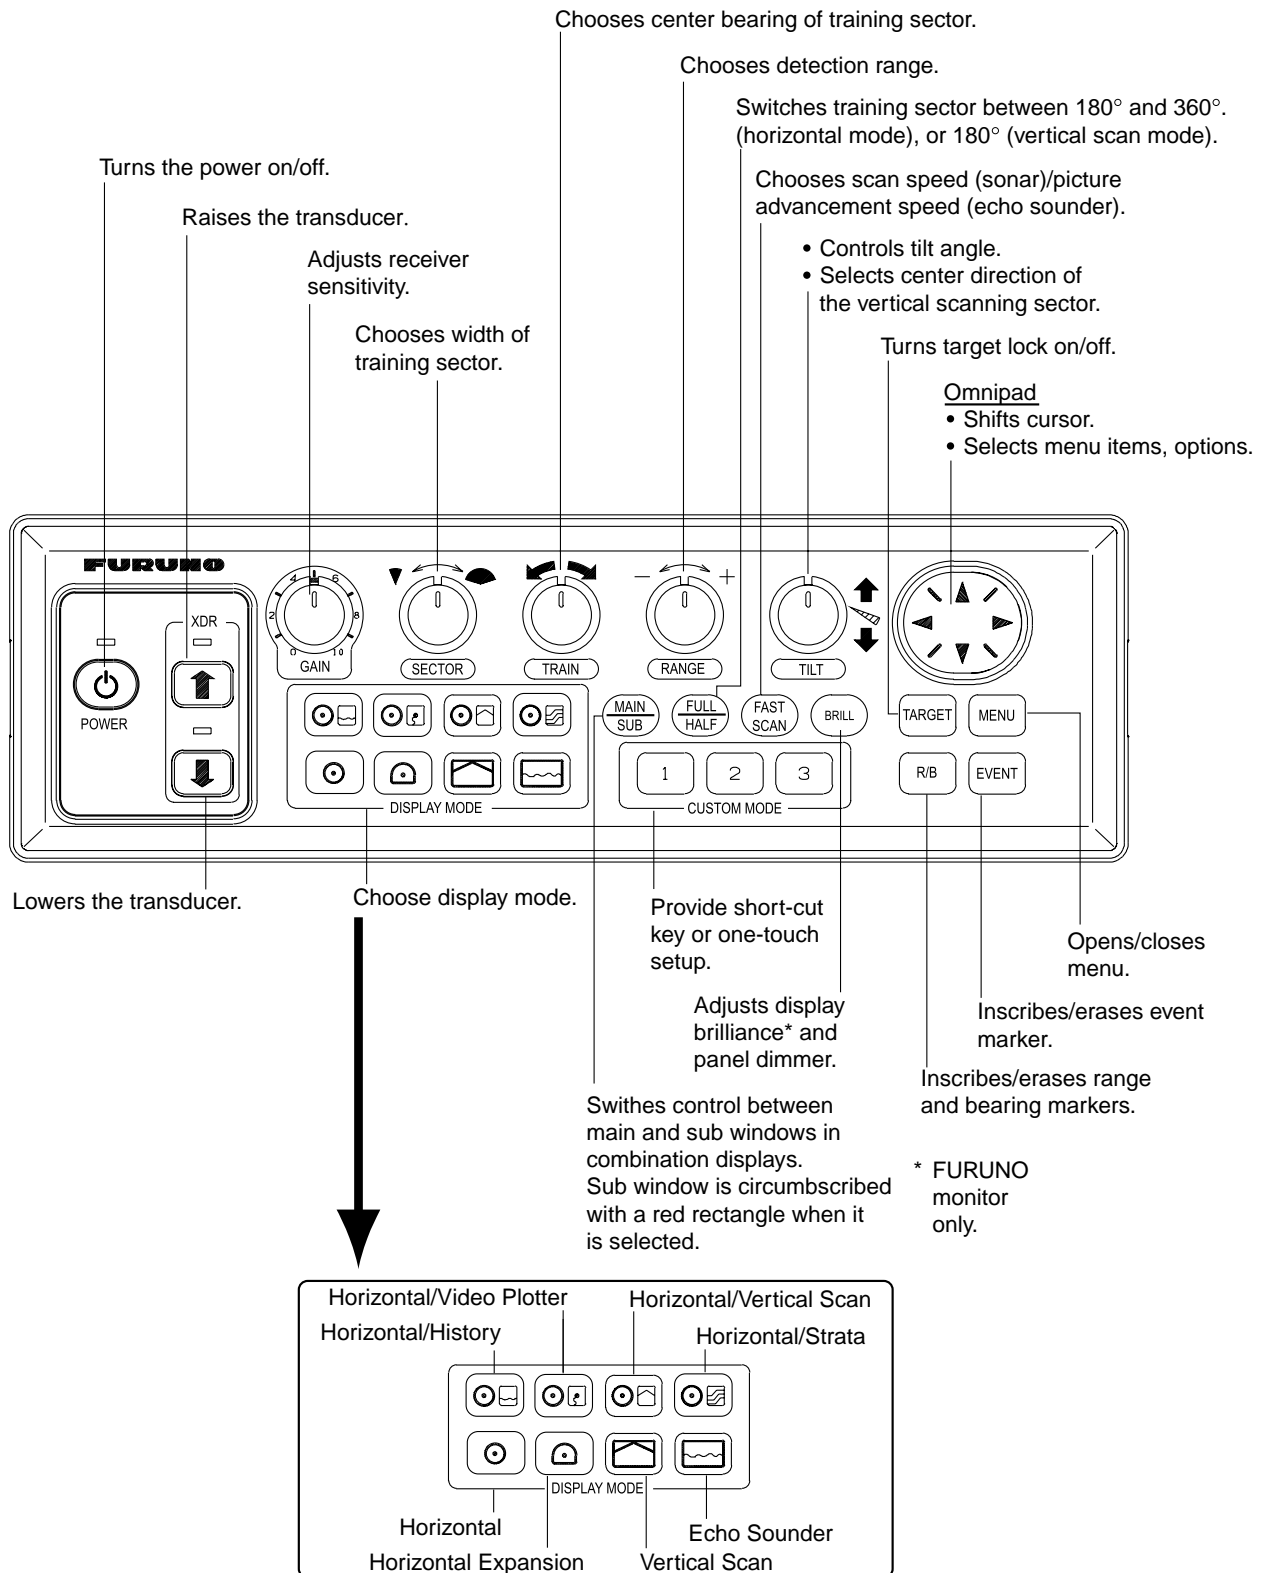 Chooses center bearing of training sector.
Chooses detection range.
Switches training sector between 180° and 360°.
(horizontal mode), or 180° (vertical scan mode).
Turns the power on/off.
Chooses scan speed (sonar)/picture
advancement speed (echo sounder).
Raises the transducer.
• Controls tilt angle.
• Selects center direction of
the vertical scanning sector.
Adjusts receiver
sensitivity.
Chooses width of
training sector.
Turns target lock on/off.
Omnipad
• Shifts cursor.
• Selects menu items, options.
FURUNO
XDR
POWER
0 2 4 6 8 10
GAIN
SECTOR
TRAIN
− +
RANGE
TILT
MAIN
SUB
FULL
HALF
FAST
SCAN
BRILL
TARGET
MENU
1 2 3
R/B
EVENT
DISPLAY MODE
CUSTOM MODE
Lowers the transducer.
Choose display mode.
Provide short-cut
key or one-touch
setup.
Opens/closes
menu.
Adjusts display
brilliance* and
panel dimmer.
Inscribes/erases event
marker.
Inscribes/erases range
and bearing markers.
Swithes control between
main and sub windows in
combination displays.
Sub window is circumbscribed
with a red rectangle when it
is selected.
* FURUNO
monitor
only.
Horizontal/Video Plotter
Horizontal/Vertical Scan
Horizontal/History
Horizontal/Strata
DISPLAY MODE
Horizontal
Echo Sounder
Horizontal Expansion
Vertical Scan